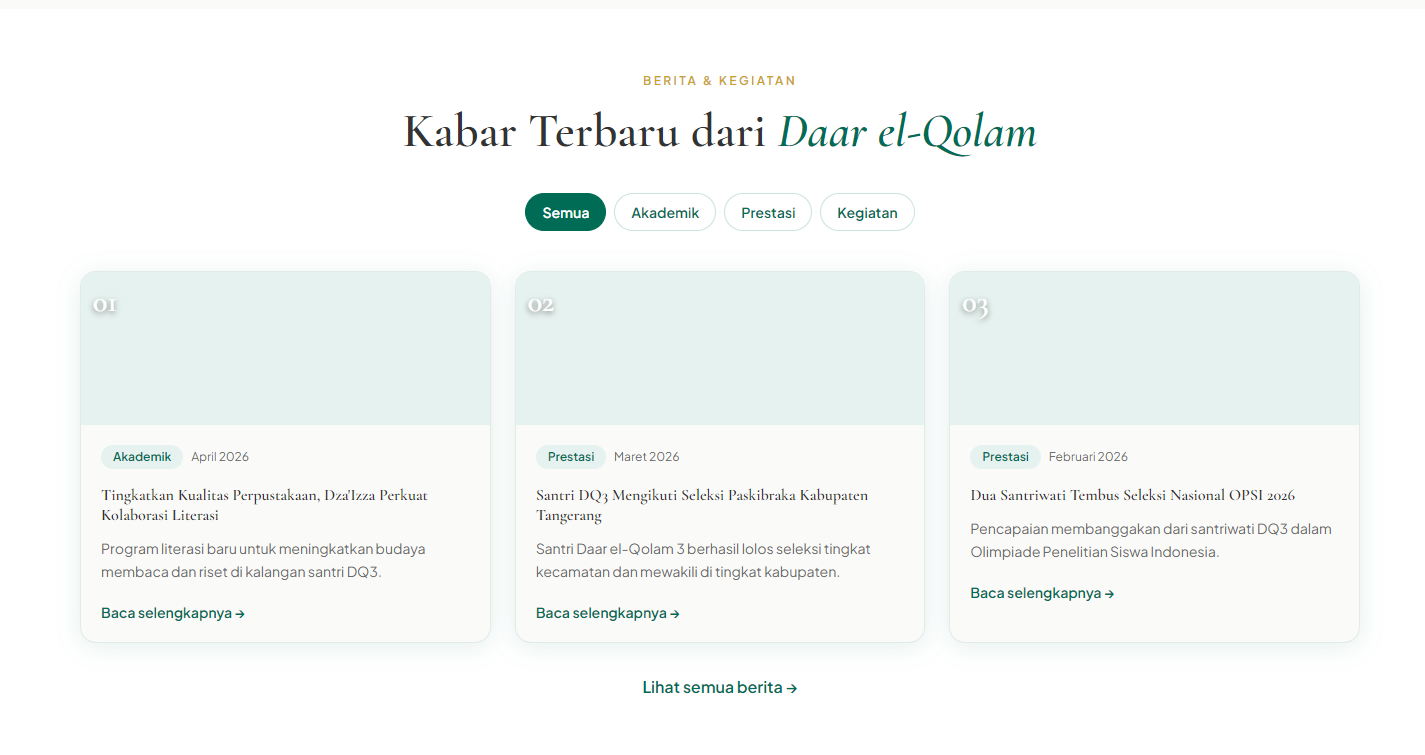 BERITA & KEGIATAN
Kabar Terbaru dari Daar el-Qolam
Semua
Akademik
Prestasi
Kegiatan
01
Akademik
April 2026
Tingkatkan Kualitas Perpustakaan, Dza'Izza Perkuat
Kolaborasi Literasi
Program literasi baru untuk meningkatkan budaya
membaca dan riset di kalangan santri DQ3.
Baca selengkapnya →
02
Prestasi
Maret 2026
Santri DQ3 Mengikuti Seleksi Paskibraka Kabupaten
Tangerang
Santri Daar el-Qolam 3 berhasil lolos seleksi tingkat
kecamatan dan mewakili di tingkat kabupaten.
Baca selengkapnya →
03
Prestasi
Februari 2026
Dua Santriwati Tembus Seleksi Nasional OPSI 2026
Pencapaian membanggakan dari santriwati DQ3 dalam
Olimpiade Penelitian Siswa Indonesia.
Baca selengkapnya →
Lihat semua berita →